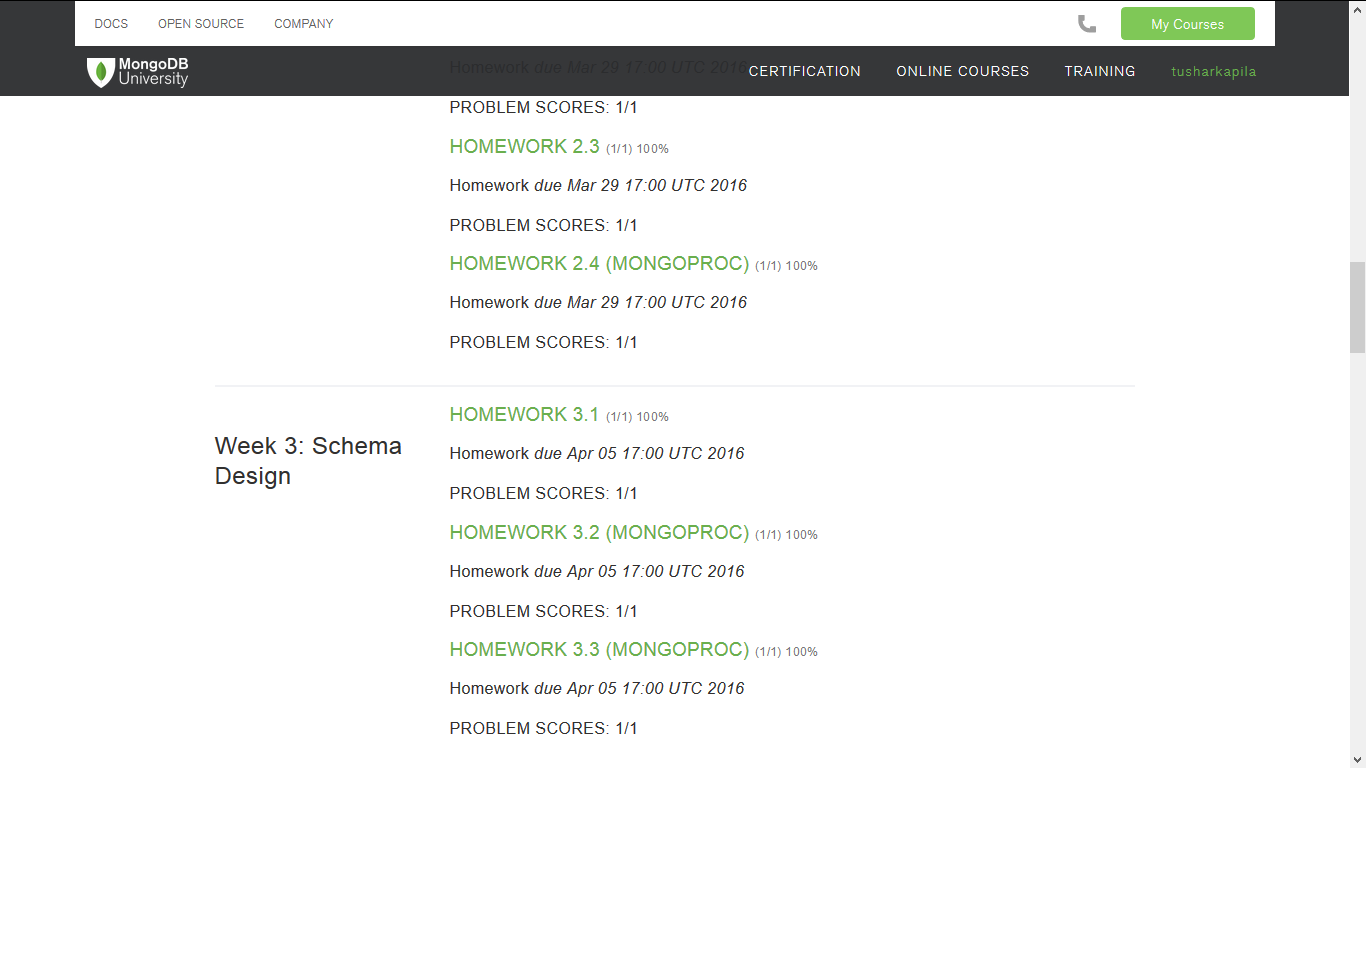 DOCS OPEN SOURCE COMPANY My Courses
MongoDB
University
CERTIFICATION ONLINE COURSES TRAINING tusharkapila
Homework due Mar 29 17:00 UTC 2016
PROBLEM SCORES: 1/1
HOMEWORK 2.3 (1/1) 100%
Homework due Mar 29 17:00 UTC 2016
PROBLEM SCORES: 1/1
HOMEWORK 2.4 (MONGOPROC) (1/1) 100%
Homework due Mar 29 17:00 UTC 2016
PROBLEM SCORES: 1/1
Week 3: Schema
Design
HOMEWORK 3.1 (1/1) 100%
Homework due Apr 05 17:00 UTC 2016
PROBLEM SCORES: 1/1
HOMEWORK 3.2 (MONGOPROC) (1/1) 100%
Homework due Apr 05 17:00 UTC 2016
PROBLEM SCORES: 1/1
HOMEWORK 3.3 (MONGOPROC) (1/1) 100%
Homework due Apr 05 17:00 UTC 2016
PROBLEM SCORES: 1/1